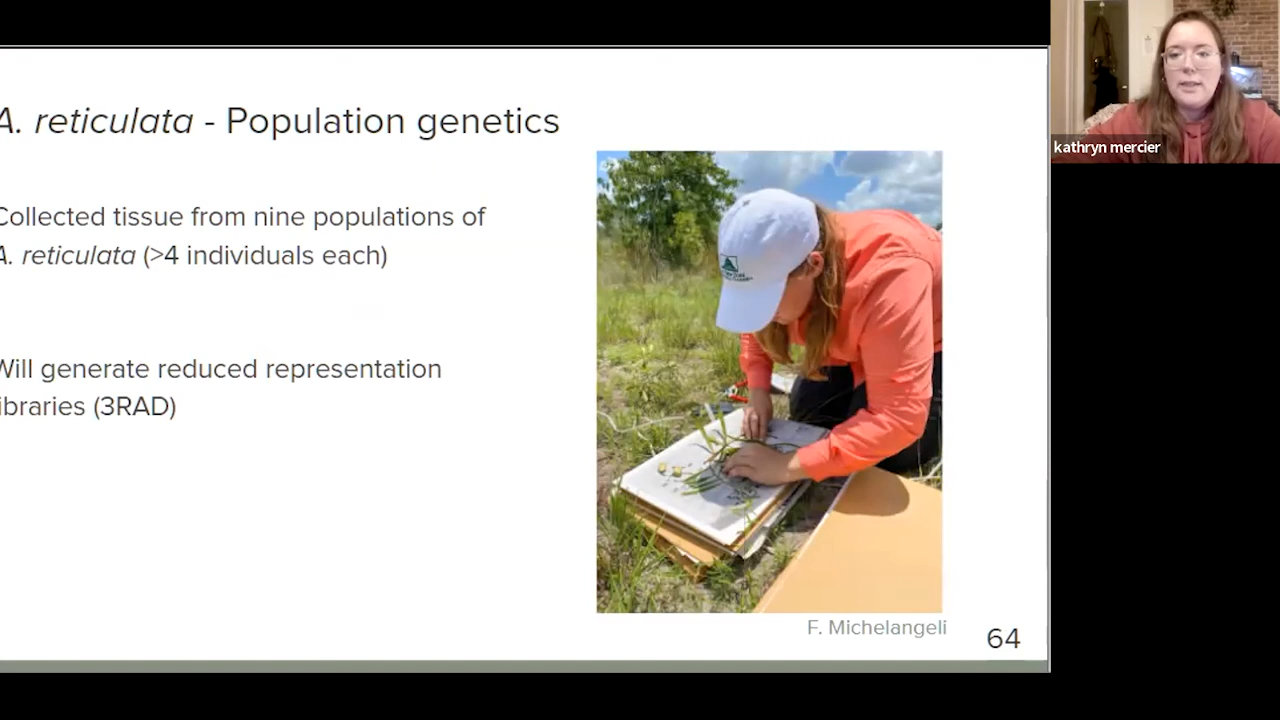 A. reticulata - Population genetics
Collected tissue from nine populations of
A. reticulata (>4 individuals each)
Will generate reduced representation
libraries (3RAD)
F. Michelangeli
64
kathryn mercier